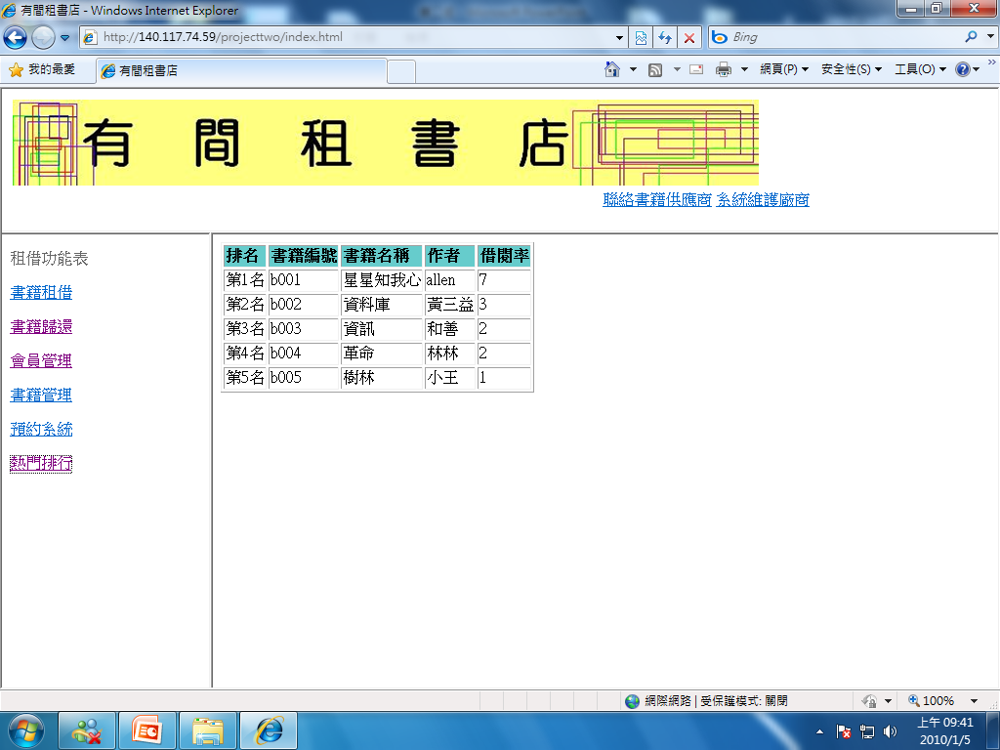 有間租書店 - Windows Internet Explorer
http://140.117.74.59/projecttwo/index.html
Bing
我的最愛
有間租書店
網頁(P)
安全性(S)
工具(O)
有 間 租 書 店
聯絡書籍供應商 系統維護廠商
租借功能表
書籍租借
書籍歸還
會員管理
書籍管理
預約系統
熱門排行
排名 書籍編號 書籍名稱 作者 借閱率
第1名 b001 星星知我心 allen 7
第2名 b002 資料庫 黃三益 3
第3名 b003 資訊 和善 2
第4名 b004 革命 林林 2
第5名 b005 樹林 小王 1
網際網路 | 受保護模式: 關閉
100%
上午 09:41
2010/1/5